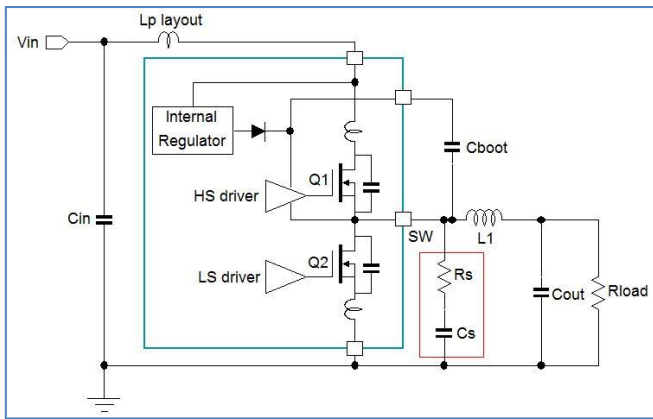 Lp layout
Vin
Internal
Regulator
Cboot
Q1
HS driver
Cin
SW
L1
Q2
LS driver
Rs
Cout
Rload
Cs